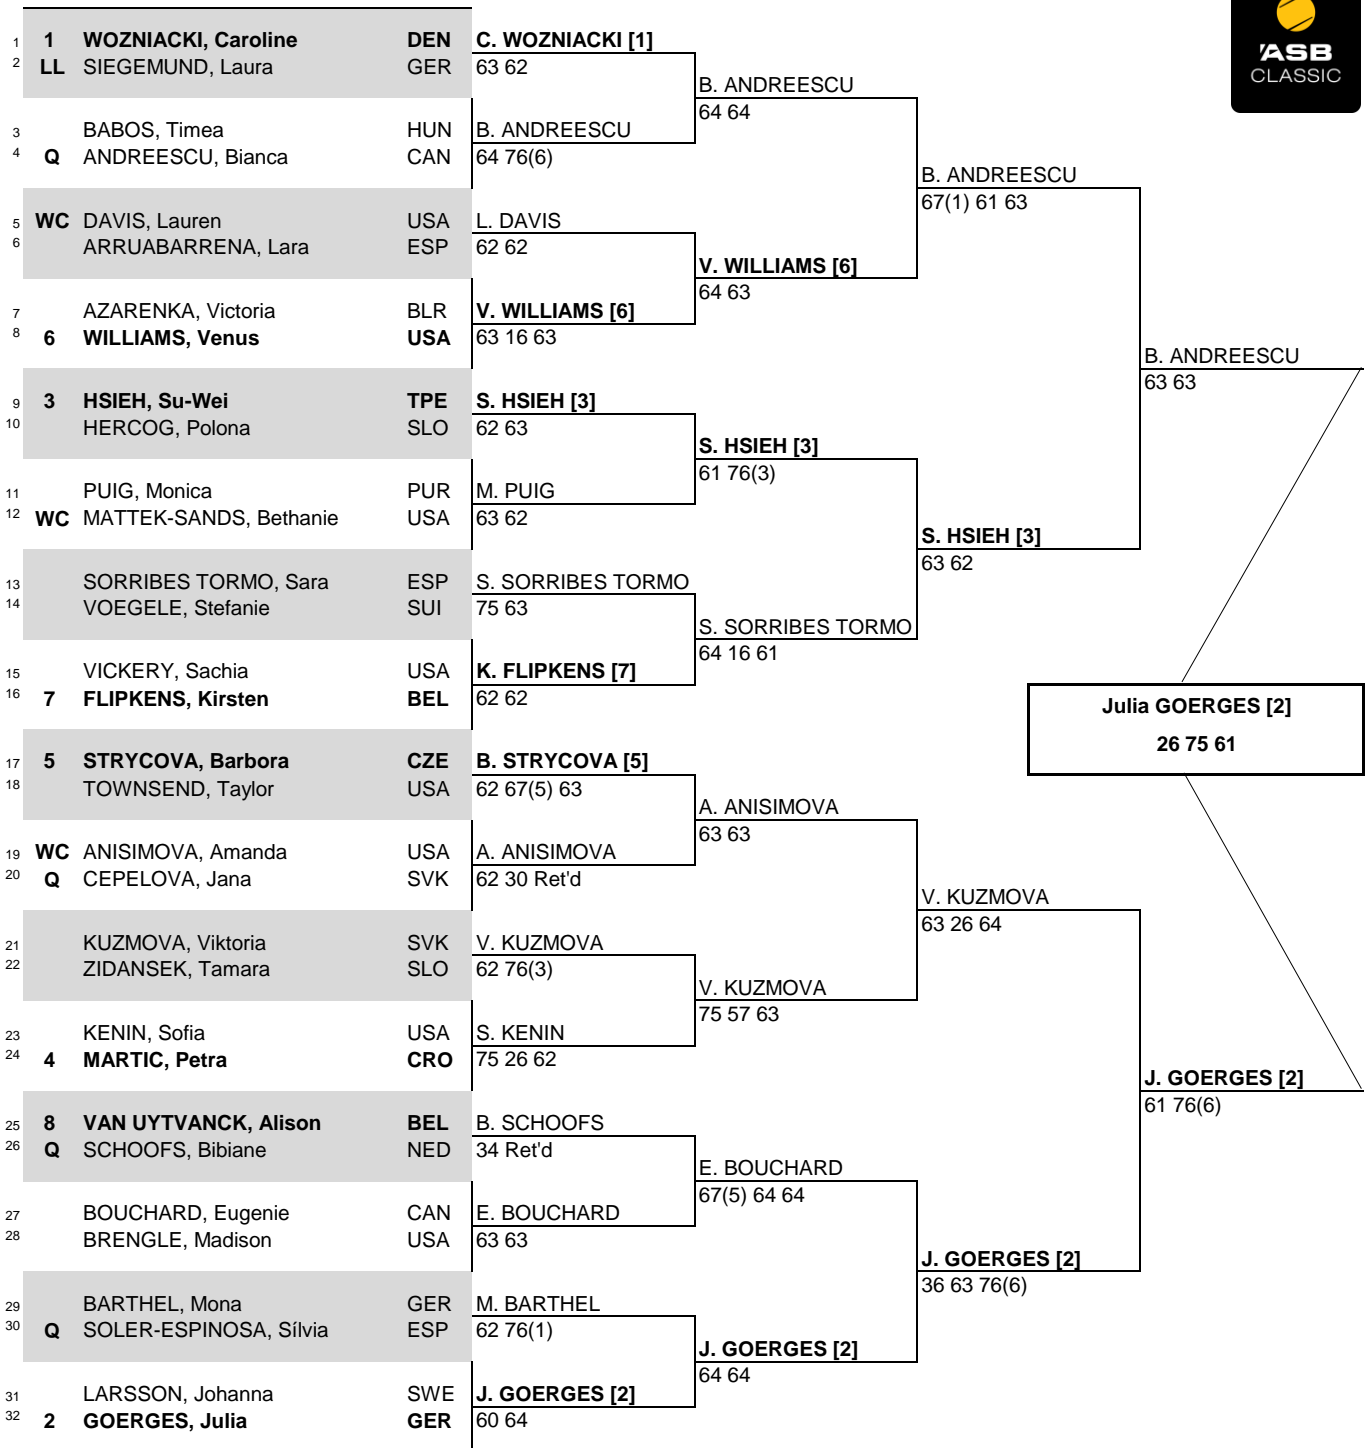 ASB
CLASSIC
1 1 WOZNIACKI, Caroline DEN
2 LL SIEGEMUND, Laura GER
3 BABOS, Timea HUN
4 Q ANDREESCU, Bianca CAN
5 WC DAVIS, Lauren USA
6 ARRUABARRENA, Lara ESP
7 AZARENKA, Victoria BLR
8 6 WILLIAMS, Venus USA
9 3 HSIEH, Su-Wei TPE
10 HERCOG, Polona SLO
11 PUIG, Monica PUR
12 WC MATTEK-SANDS, Bethanie USA
13 SORRIBES TORMO, Sara ESP
14 VOEGELE, Stefanie SUI
15 VICKERY, Sachia USA
16 7 FLIPKENS, Kirsten BEL
17 5 STRYCOVA, Barbora CZE
18 TOWNSEND, Taylor USA
19 WC ANISIMOVA, Amanda USA
20 Q CEPELOVA, Jana SVK
21 KUZMOVA, Viktoria SVK
22 ZIDANSEK, Tamara SLO
23 KENIN, Sofia USA
24 4 MARTIC, Petra CRO
25 8 VAN UYTVANCK, Alison BEL
26 Q SCHOOFS, Bibiane NED
27 BOUCHARD, Eugenie CAN
28 BRENGLE, Madison USA
29 BARTHEL, Mona GER
30 Q SOLER-ESPINOSA, Sílvia ESP
31 LARSSON, Johanna SWE
32 2 GOERGES, Julia GER
C. WOZNIACKI [1]
63 62
B. ANDREESCU
64 76(6)
L. DAVIS
62 62
V. WILLIAMS [6]
63 16 63
S. HSIEH [3]
62 63
M. PUIG
63 62
S. SORRIBES TORMO
75 63
K. FLIPKENS [7]
62 62
B. STRYCOVA [5]
62 67(5) 63
A. ANISIMOVA
62 30 Ret'd
V. KUZMOVA
62 76(3)
S. KENIN
75 26 62
B. SCHOOFS
34 Ret'd
E. BOUCHARD
63 63
M. BARTHEL
62 76(1)
J. GOERGES [2]
60 64
B. ANDREESCU
64 64
V. WILLIAMS [6]
64 63
S. HSIEH [3]
61 76(3)
S. SORRIBES TORMO
64 16 61
A. ANISIMOVA
63 63
V. KUZMOVA
75 57 63
E. BOUCHARD
67(5) 64 64
J. GOERGES [2]
64 64
B. ANDREESCU
67(1) 61 63
S. HSIEH [3]
63 62
V. KUZMOVA
63 26 64
J. GOERGES [2]
36 63 76(6)
B. ANDREESCU
63 63
J. GOERGES [2]
61 76(6)
Julia GOERGES [2]
26 75 61